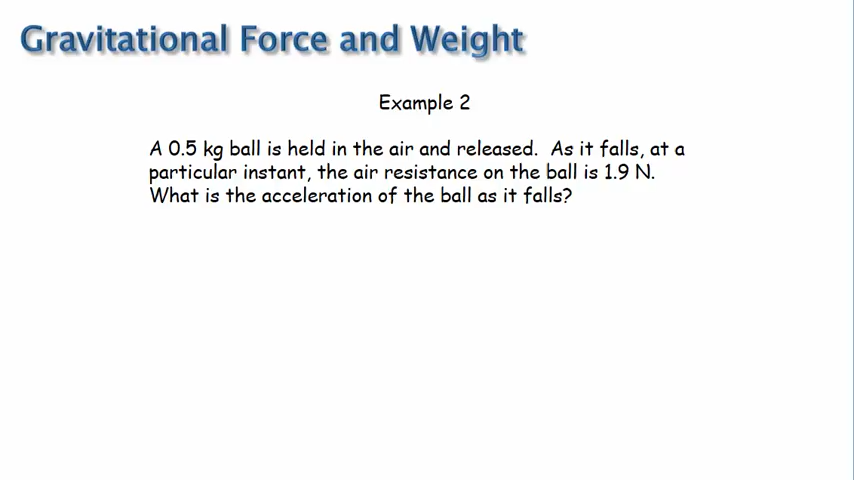 Gravitational Force and Weight
Example 2
A 0.5 kg ball is held in the air and released.  As it falls, at a
particular instant, the air resistance on the ball is 1.9 N.
What is the acceleration of the ball as it falls?